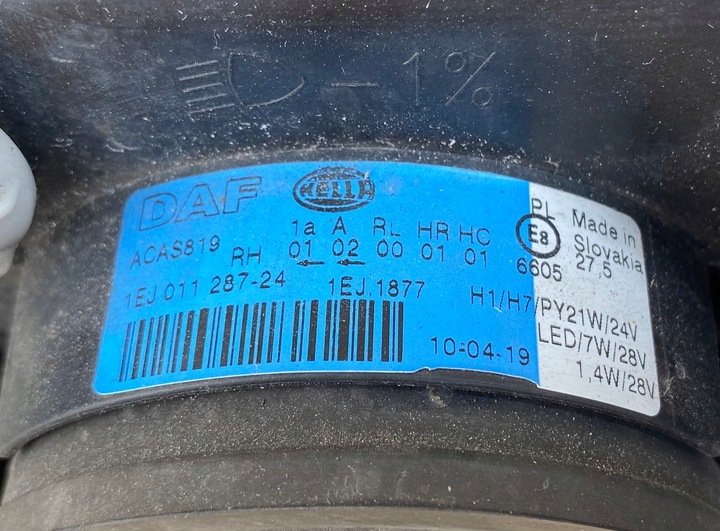 -1%
DAF HELLA
ACAS819
RH
1a A RL HR HC
01 02 00 01 01
1EJ 011 287-24 1EJ.1877
10-04-19
PL
E8
6605
Made in
Slovakia
27,5
H1/H7/PY21W/24V
LED/7W/28V
1,4W/28V